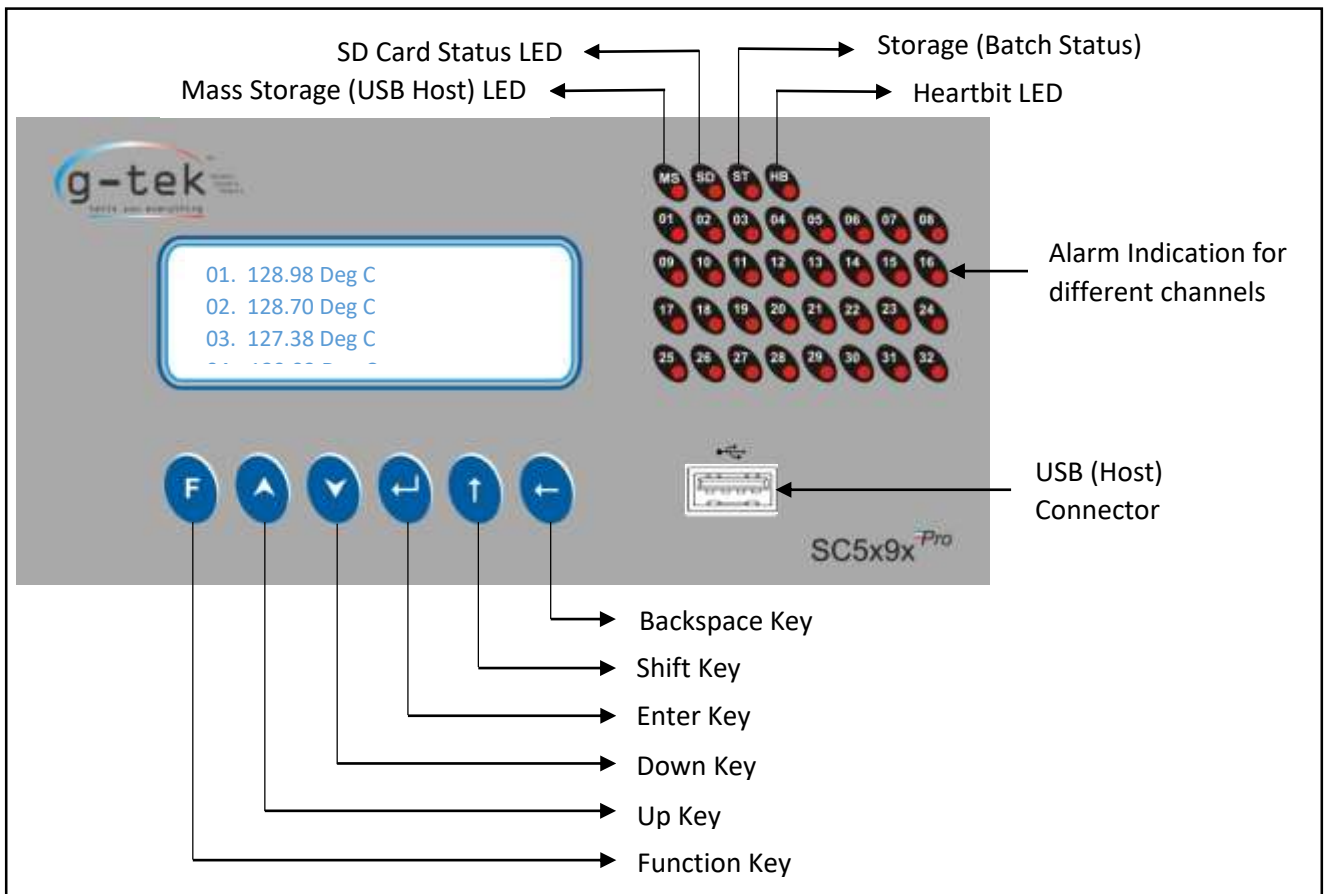 SD Card Status LED
Storage (Batch Status)
Mass Storage (USB Host) LED
Heartbit LED
g-tek
MS SD ST HB
01 02 03 04 05 06 07 08
09 10 11 12 13 14 15 16
17 18 19 20 21 22 23 24
25 26 27 28 29 30 31 32
Alarm Indication for
different channels
01. 128.98 Deg C
02. 128.70 Deg C
03. 127.38 Deg C
F
USB (Host)
Connector
SC5x9x Pro
Backspace Key
Shift Key
Enter Key
Down Key
Up Key
Function Key